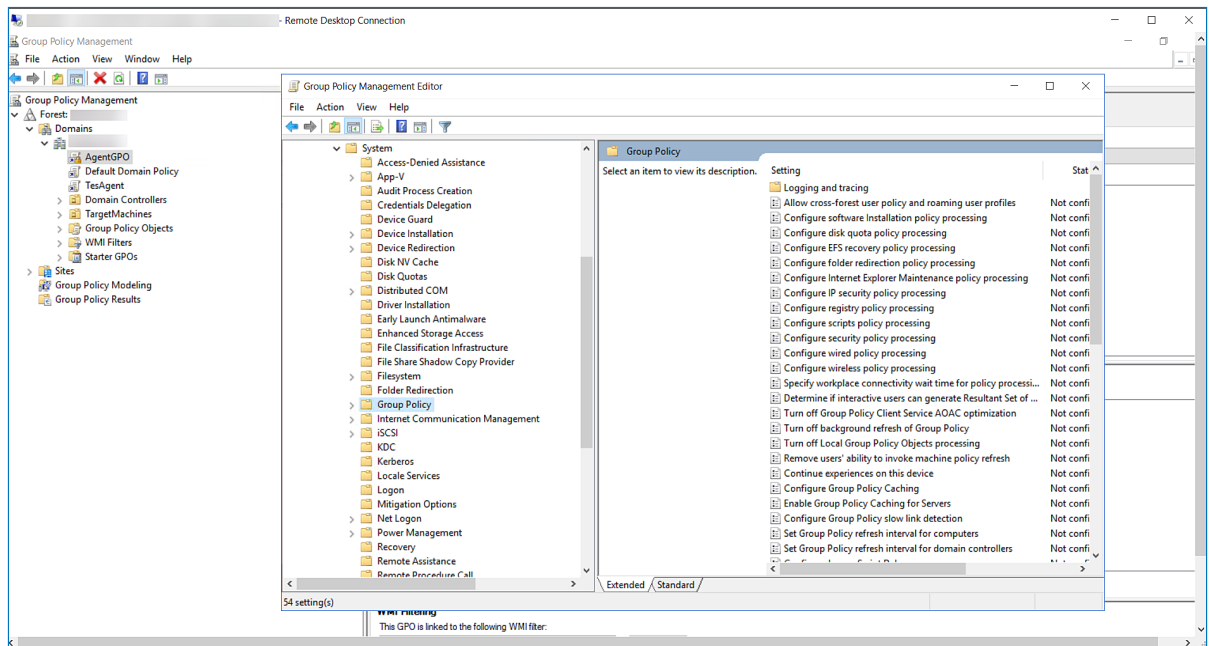 - Remote Desktop Connection
Group Policy Management
File Action View Window Help
Group Policy Management
Forest:
Domains
AgentGPO
Default Domain Policy
TesAgent
Domain Controllers
TargetMachines
Group Policy Objects
WMI Filters
Starter GPOs
Sites
Group Policy Modeling
Group Policy Results
Group Policy Management Editor
File Action View Help
System
Access-Denied Assistance
App-V
Audit Process Creation
Credentials Delegation
Device Guard
Device Installation
Device Redirection
Disk NV Cache
Disk Quotas
Distributed COM
Driver Installation
Early Launch Antimalware
Enhanced Storage Access
File Classification Infrastructure
File Share Shadow Copy Provider
Filesystem
Folder Redirection
Group Policy
Internet Communication Management
iSCSI
KDC
Kerberos
Locale Services
Logon
Mitigation Options
Net Logon
Power Management
Recovery
Remote Assistance
Remote Procedure Call
Group Policy
Select an item to view its description.
Setting Stat
Logging and tracing
Allow cross-forest user policy and roaming user profiles Not confi
Configure software Installation policy processing Not confi
Configure disk quota policy processing Not confi
Configure EFS recovery policy processing Not confi
Configure folder redirection policy processing Not confi
Configure Internet Explorer Maintenance policy processing Not confi
Configure IP security policy processing Not confi
Configure registry policy processing Not confi
Configure scripts policy processing Not confi
Configure security policy processing Not confi
Configure wired policy processing Not confi
Configure wireless policy processing Not confi
Specify workplace connectivity wait time for policy processi... Not confi
Determine if interactive users can generate Resultant Set of ... Not confi
Turn off Group Policy Client Service AOAC optimization Not confi
Turn off background refresh of Group Policy Not confi
Turn off Local Group Policy Objects processing Not confi
Remove users' ability to invoke machine policy refresh Not confi
Continue experiences on this device Not confi
Configure Group Policy Caching Not confi
Enable Group Policy Caching for Servers Not confi
Configure Group Policy slow link detection Not confi
Set Group Policy refresh interval for computers Not confi
Set Group Policy refresh interval for domain controllers Not confi
Extended Standard
54 setting(s)
WMI Filtering
This GPO is linked to the following WMI filter: